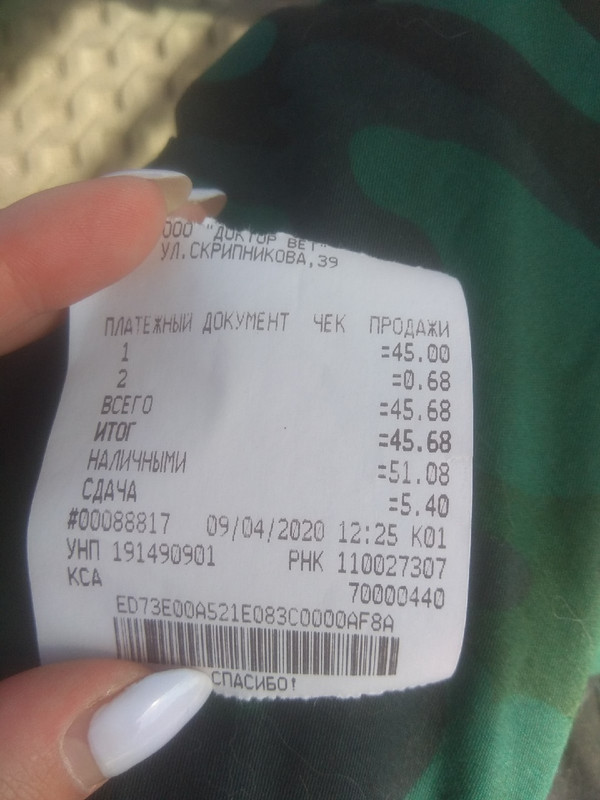 ООО "ДОКТОР ВЕТ"
УЛ.СКРИПНИКОВА,39
ПЛАТЕЖНЫЙ ДОКУМЕНТ ЧЕК ПРОДАЖИ
1 =45.00
2 =0.68
ВСЕГО =45.68
ИТОГ =45.68
НАЛИЧНЫМИ =51.08
СДАЧА =5.40
#00088817 09/04/2020 12:25 К01
УНП 191490901 РНК 110027307
КСА 70000440
ED73E00A521E083C0000AF8A
СПАСИБО!